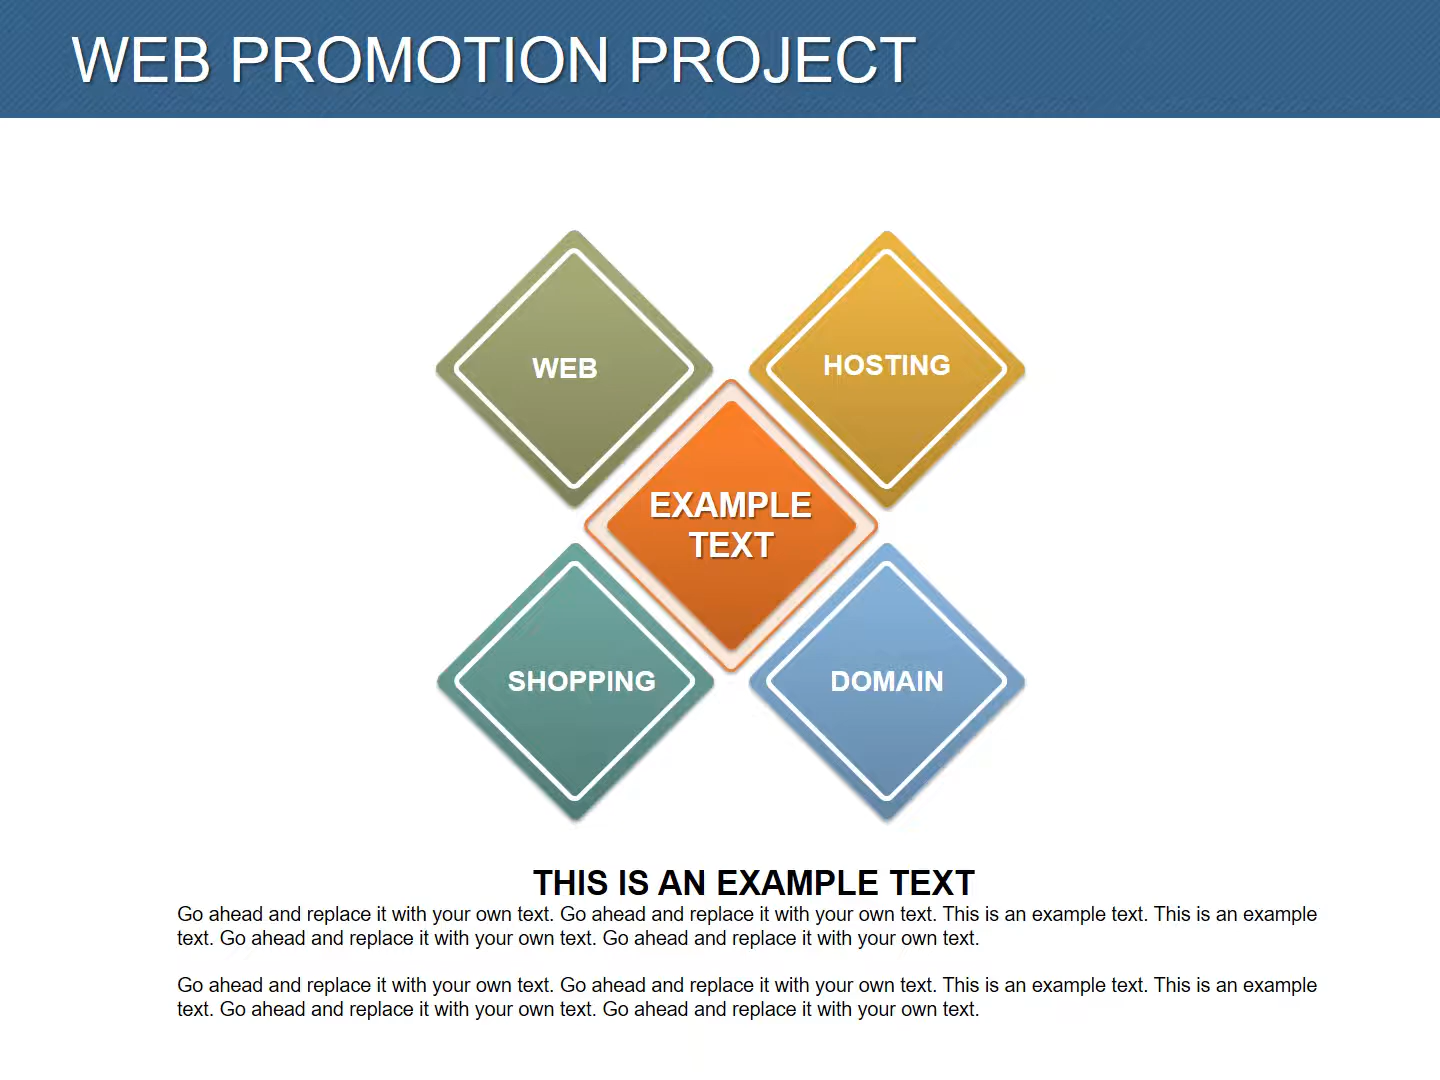 WEB PROMOTION PROJECT
WEB
HOSTING
EXAMPLE
TEXT
SHOPPING
DOMAIN
THIS IS AN EXAMPLE TEXT
Go ahead and replace it with your own text. Go ahead and replace it with your own text. This is an example text. This is an example
text. Go ahead and replace it with your own text. Go ahead and replace it with your own text.
Go ahead and replace it with your own text. Go ahead and replace it with your own text. This is an example text. This is an example
text. Go ahead and replace it with your own text. Go ahead and replace it with your own text.